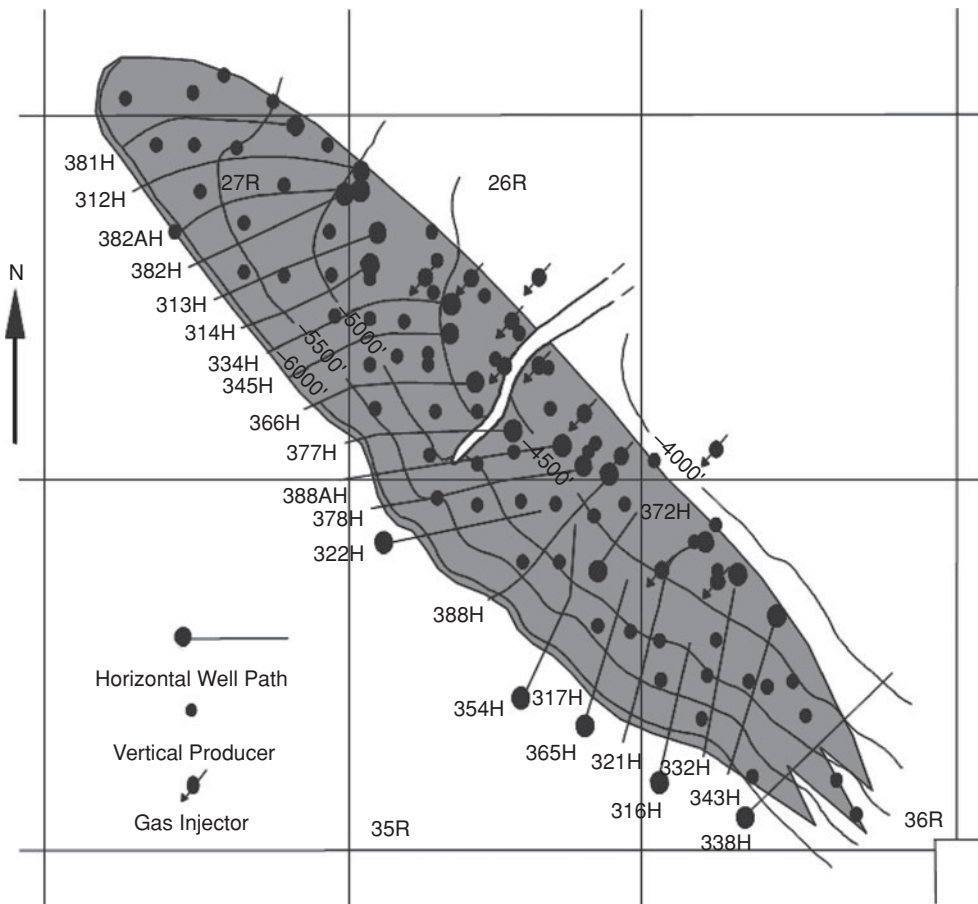 27R
26R
381H
312H
382AH
N
382H
313H
314H
–5000'
–5500'
334H
–6000'
345H
366H
377H
–4500'
–4000'
388AH
378H
372H
322H
388H
Horizontal Well Path
354H
317H
365H
Vertical Producer
321H
332H
316H
343H
Gas Injector
35R
338H
36R